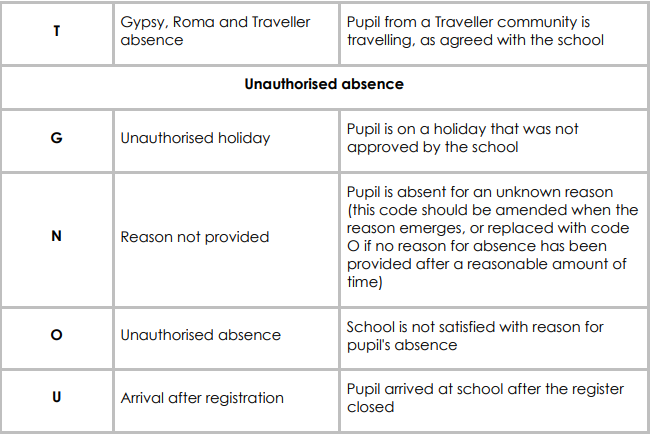 T
Gypsy, Roma and Traveller
absence
Pupil from a Traveller community is
travelling, as agreed with the school
Unauthorised absence
G
Unauthorised holiday
Pupil is on a holiday that was not
approved by the school
N
Reason not provided
Pupil is absent for an unknown reason
(this code should be amended when the
reason emerges, or replaced with code
O if no reason for absence has been
provided after a reasonable amount of
time)
O
Unauthorised absence
School is not satisfied with reason for
pupil's absence
U
Arrival after registration
Pupil arrived at school after the register
closed